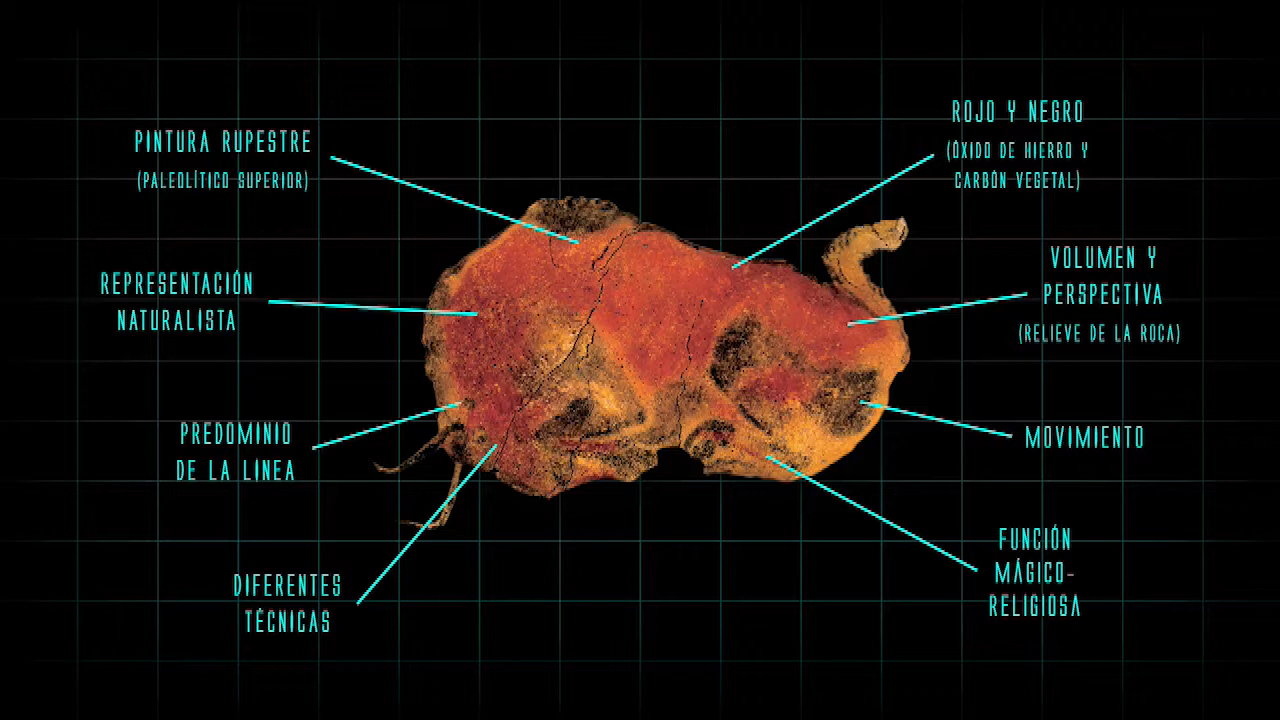 PINTURA RUPESTRE
(PALEOLÍTICO SUPERIOR)
REPRESENTACIÓN
NATURALISTA
PREDOMINIO
DE LA LÍNEA
DIFERENTES
TÉCNICAS
ROJO Y NEGRO
(ÓXIDO DE HIERRO Y
CARBÓN VEGETAL)
VOLUMEN Y
PERSPECTIVA
(RELIEVE DE LA ROCA)
MOVIMIENTO
FUNCIÓN
MÁGICO-
RELIGIOSA